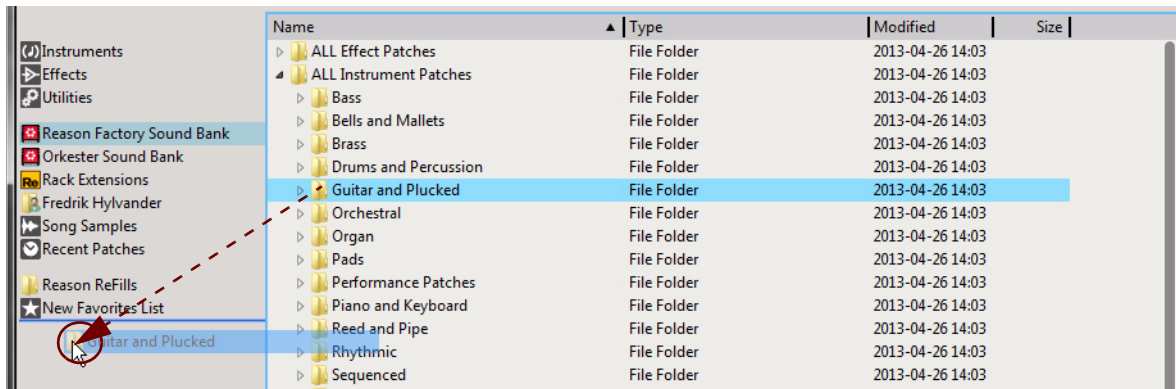 Name Type Modified Size
Instruments
Effects
Utilities
Reason Factory Sound Bank
Orkester Sound Bank
Re Rack Extensions
Fredrik Hylvander
Song Samples
Recent Patches
Reason ReFills
New Favorites List
Guitar and Plucked
ALL Effect Patches File Folder 2013-04-26 14:03
ALL Instrument Patches File Folder 2013-04-26 14:03
Bass File Folder 2013-04-26 14:03
Bells and Mallets File Folder 2013-04-26 14:03
Brass File Folder 2013-04-26 14:03
Drums and Percussion File Folder 2013-04-26 14:03
Guitar and Plucked File Folder 2013-04-26 14:03
Orchestral File Folder 2013-04-26 14:03
Organ File Folder 2013-04-26 14:03
Pads File Folder 2013-04-26 14:03
Performance Patches File Folder 2013-04-26 14:03
Piano and Keyboard File Folder 2013-04-26 14:03
Reed and Pipe File Folder 2013-04-26 14:03
Rhythmic File Folder 2013-04-26 14:03
Sequenced File Folder 2013-04-26 14:03